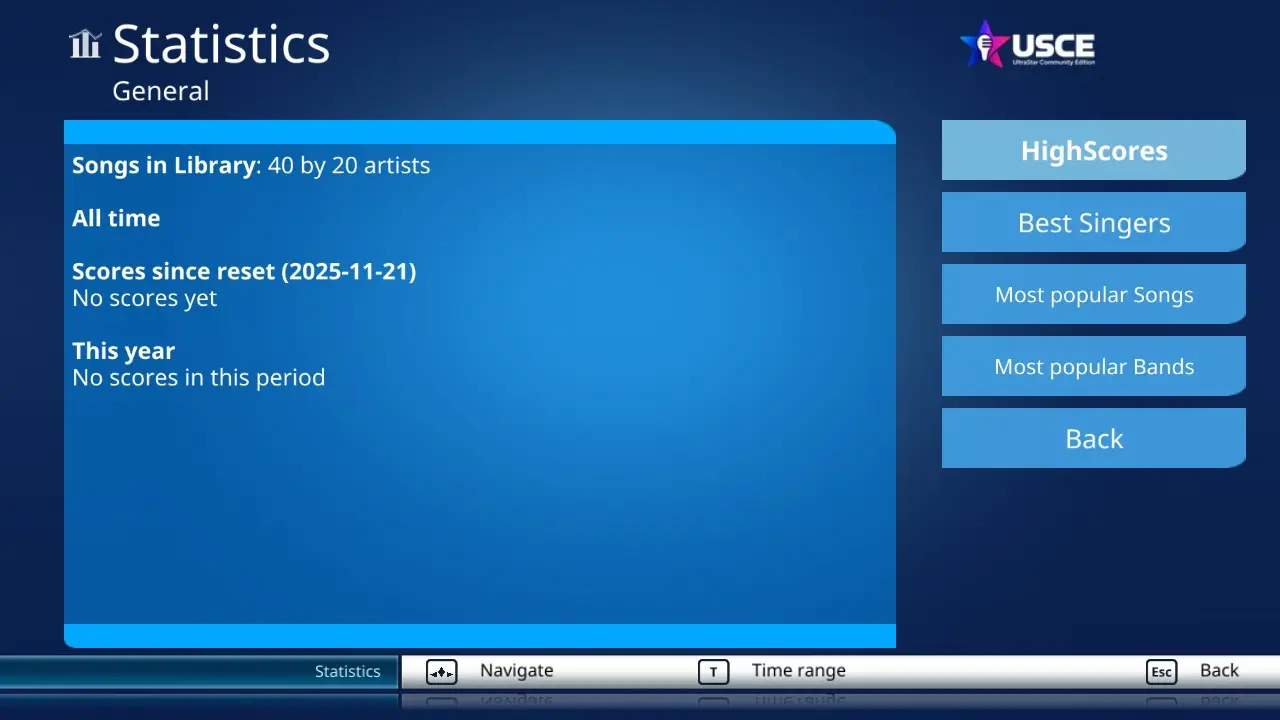 Statistics
General
USCE
UltraStar Community Edition
Songs in Library: 40 by 20 artists
All time
Scores since reset (2025-11-21)
No scores yet
This year
No scores in this period
HighScores
Best Singers
Most popular Songs
Most popular Bands
Back
Statistics
Navigate
T
Time range
Esc
Back